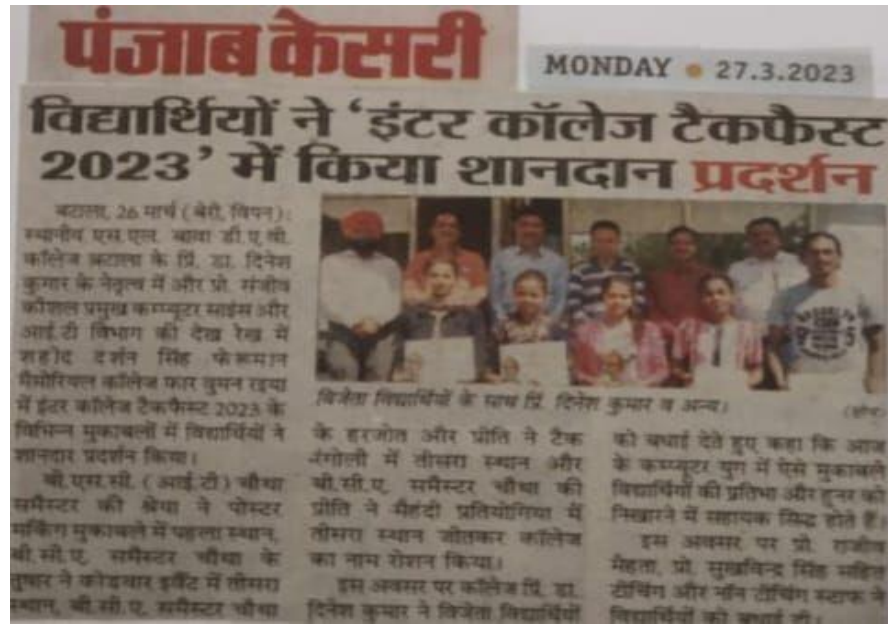 पंजाब केसरी
MONDAY • 27.3.2023
विद्यार्थियों ने ‘इंटर कॉलेज टैकफैस्ट
2023’ में किया शानदान प्रदर्शन
बटाला, 26 मार्च (बेरी, विपन):
स्थानीय एस.एल. बावा डी.ए.वी.
कॉलेज बटाला के प्रिं. डा. दिनेश
कुमार के नेतृत्व में और प्रो. संजीव
कौशल प्रमुख कम्प्यूटर साइंस और
आई.टी विभाग की देख रेख में
शहीद दर्शन सिंह फेरूमान
मैमोरियल कॉलेज फार वुमन रइया
में इंटर कॉलेज टैकफैस्ट 2023 के
विभिन्न मुकाबलों में विद्यार्थियों ने
शानदार प्रदर्शन किया।
बी.एस.सी. (आई.टी) चौथा
समैस्टर की श्रेया ने पोस्टर
मकिंग मुकाबले में पहला स्थान,
बी.सी.ए. समैस्टर चौथा के
तुषार ने कोडवार इवैंट में तीसरा
स्थान, बी.सी.ए. समैस्टर चौथा
विजेता विद्यार्थियों के साथ प्रिं. दिनेश कुमार व अन्य।
के हरजोत और प्रीति ने टैक
रंगोली में तीसरा स्थान और
बी.सी.ए. समैस्टर चौथा की
प्रीति ने मैहंदी प्रतियोगिया में
तीसरा स्थान जीतकर कॉलेज
का नाम रोशन किया।
इस अवसर पर कॉलेज प्रिं. डा.
दिनेश कुमार ने विजेता विद्यार्थियों
को बधाई देते हुए कहा कि आज
के कम्प्यूटर युग में ऐसे मुकाबले
विद्यार्थियों की प्रतिभा और हुनर को
निखारने में सहायक सिद्ध होते हैं।
इस अवसर पर प्रो. राजीव
मैहता, प्रो. सुखविन्द्र सिंह सहित
टीचिंग और नॉन टीचिंग स्टाफ ने
विद्यार्थियों को बधाई दी।